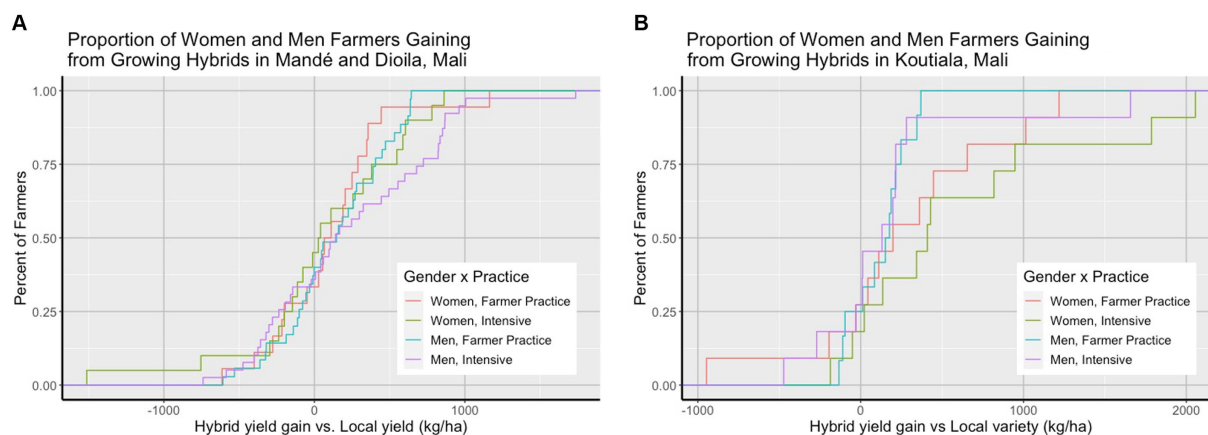 A
Proportion of Women and Men Farmers Gaining
from Growing Hybrids in Mandé and Dioila, Mali
1.00
0.75
0.50
0.25
0.00
Percent of Farmers
Gender x Practice
Women, Farmer Practice
Women, Intensive
Men, Farmer Practice
Men, Intensive
-1000
0
1000
Hybrid yield gain vs. Local yield (kg/ha)
B
Proportion of Women and Men Farmers Gaining
from Growing Hybrids in Koutiala, Mali
1.00
0.75
0.50
0.25
0.00
Percent of Farmers
Gender x Practice
Women, Farmer Practice
Women, Intensive
Men, Farmer Practice
Men, Intensive
-1000
0
1000
2000
Hybrid yield gain vs Local variety (kg/ha)